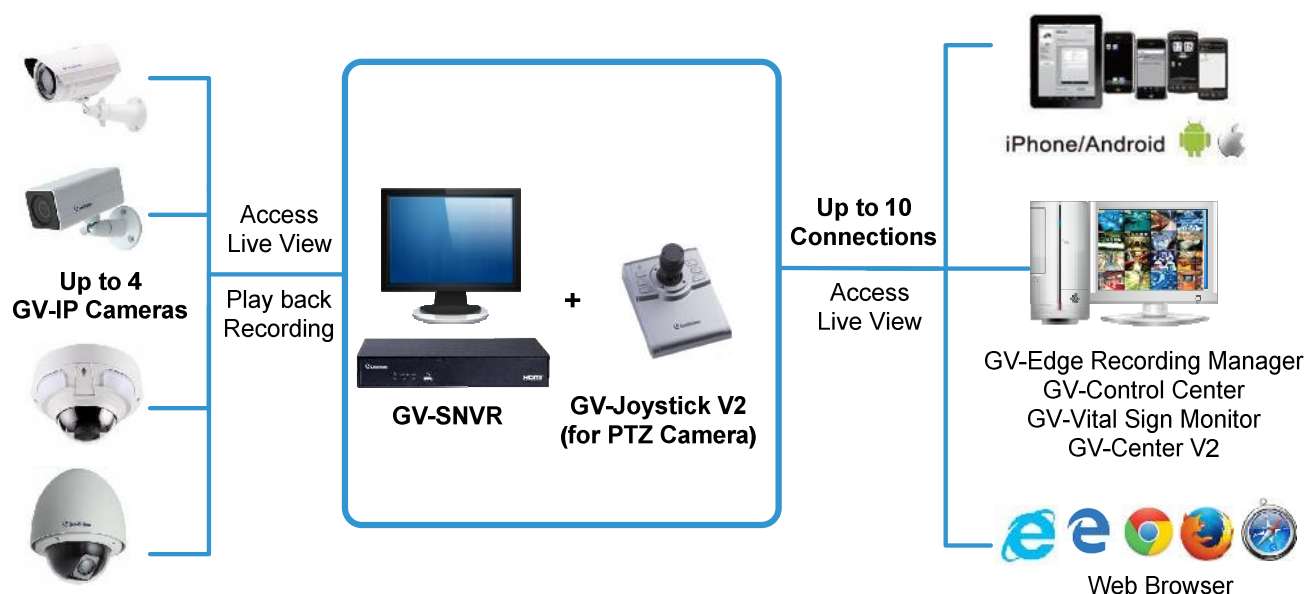 Up to 4
GV-IP Cameras
Access
Live View
Play back
Recording
+
HDMI
GV-SNVR
GV-Joystick V2
(for PTZ Camera)
Up to 10
Connections
Access
Live View
iPhone/Android
GV-Edge Recording Manager
GV-Control Center
GV-Vital Sign Monitor
GV-Center V2
Web Browser